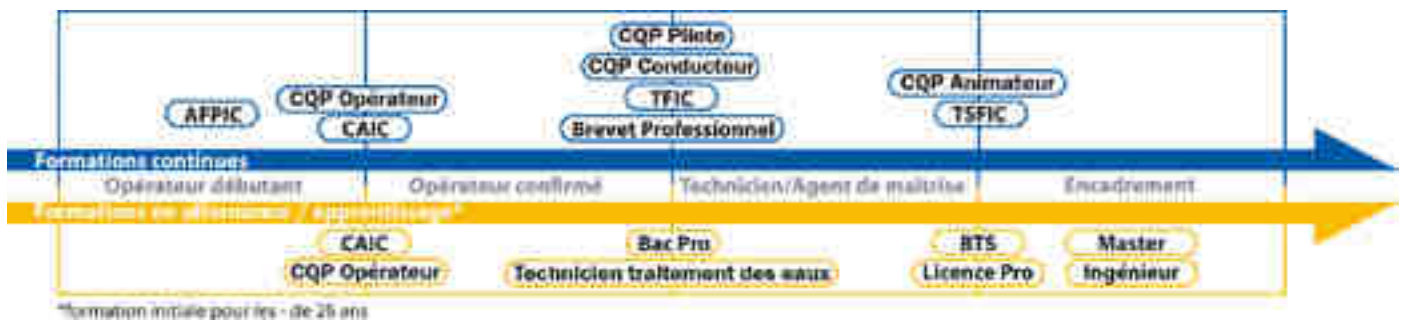 CQP Pilote
CQP Conducteur
CQP Animateur
CQP Opérateur
TFIC
AFPIC
TSFIC
CAIC
Brevet Professionnel
Formations continues
Opérateur débutant
Opérateur confirmé
Technicien/Agent de maîtrise
Encadrement
Formations en alternance / apprentissage*
CAIC
Bac Pro
BTS
Master
CQP Opérateur
Technicien traitement des eaux
Licence Pro
Ingénieur
*formation initiale pour les - de 26 ans